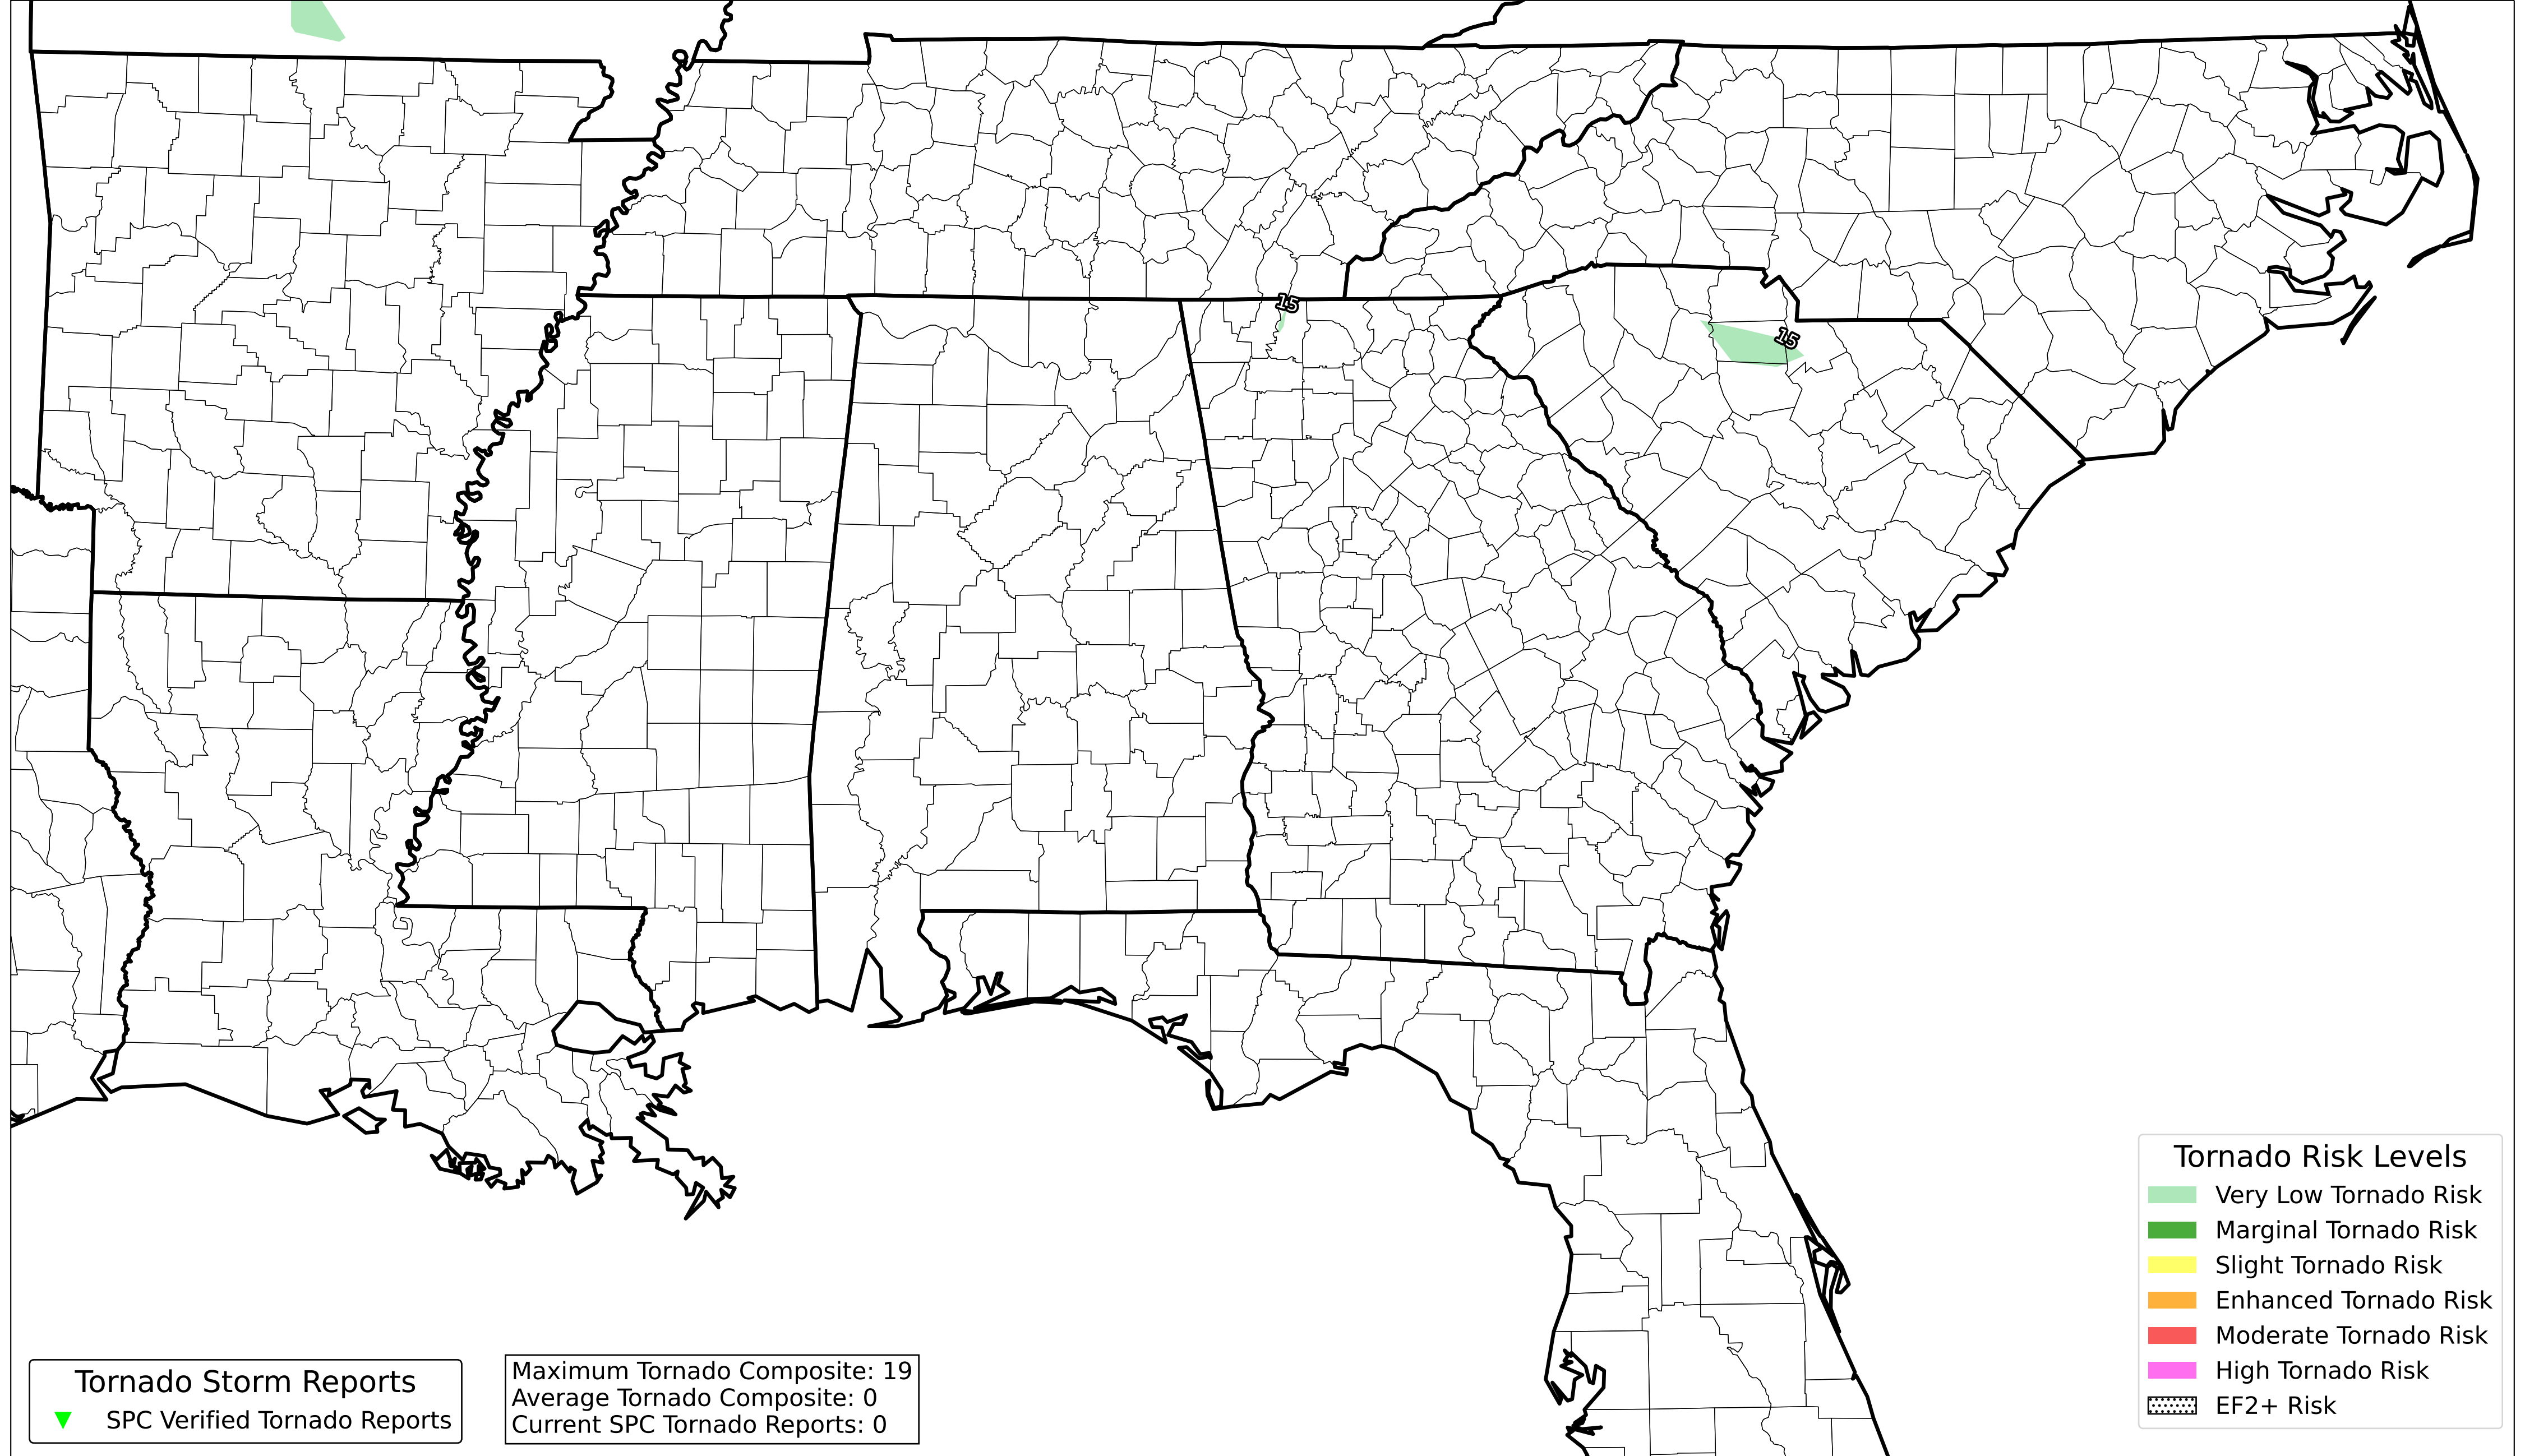 15
15
Tornado Risk Levels
Very Low Tornado Risk
Marginal Tornado Risk
Slight Tornado Risk
Enhanced Tornado Risk
Moderate Tornado Risk
High Tornado Risk
EF2+ Risk
Tornado Storm Reports
SPC Verified Tornado Reports
Maximum Tornado Composite: 19
Average Tornado Composite: 0
Current SPC Tornado Reports: 0